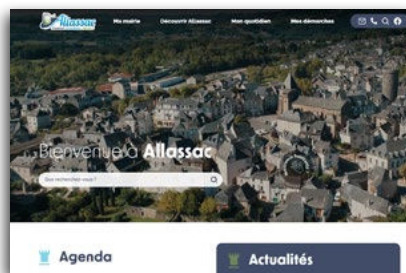 Allassac
Ma mairie Découvrir Allassac Mon quotidien Mes démarches
Bienvenue à Allassac
Que recherchez-vous ?
Agenda
Actualités